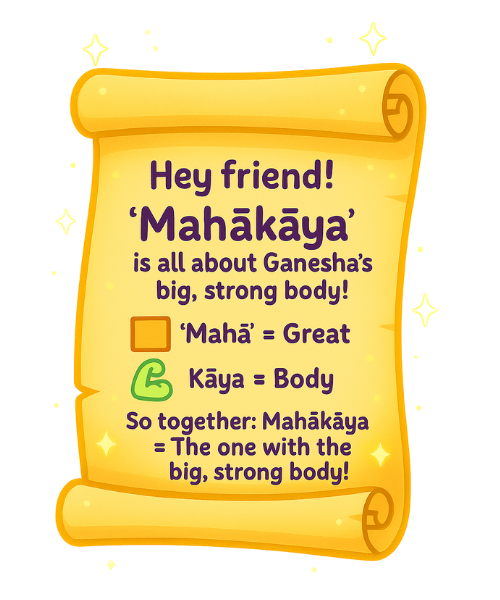 Hey friend!
‘Mahākāya’
is all about Ganesha’s
big, strong body!
‘Mahā’ = Great
Kāya = Body
So together: Mahākāya
= The one with the
big, strong body!